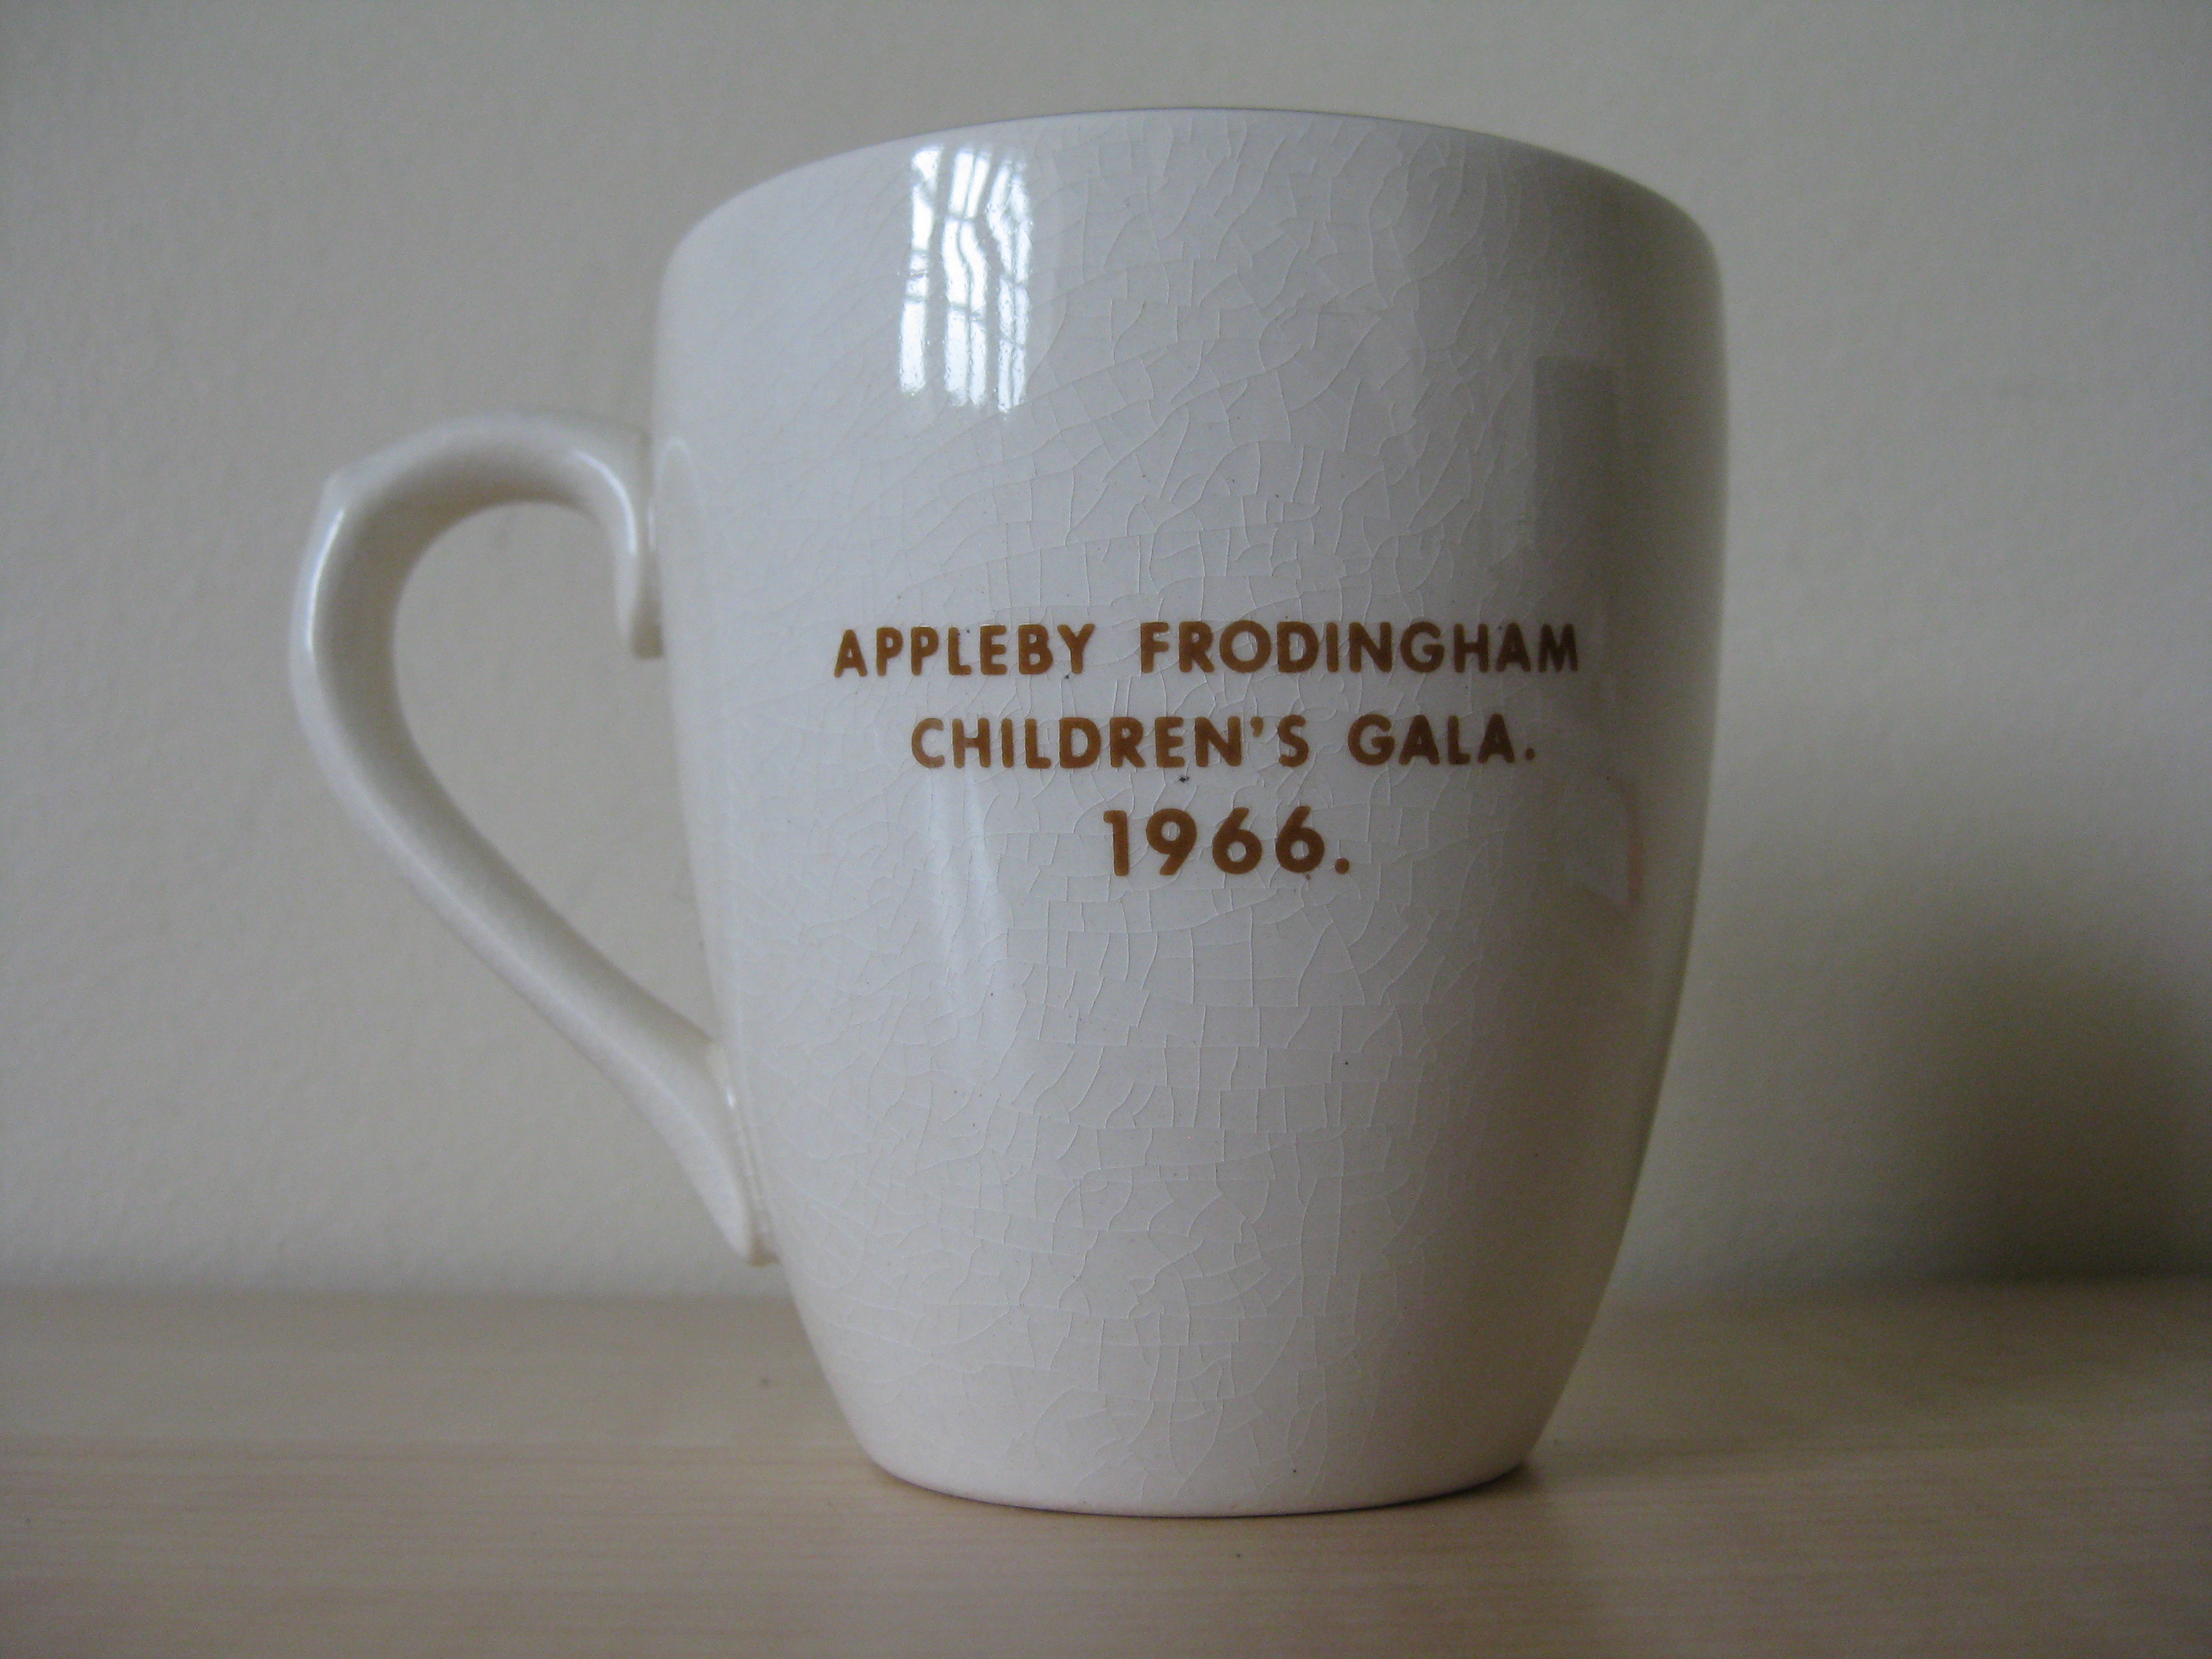 APPLEBY FRODINGHAM
CHILDREN'S GALA.
1966.